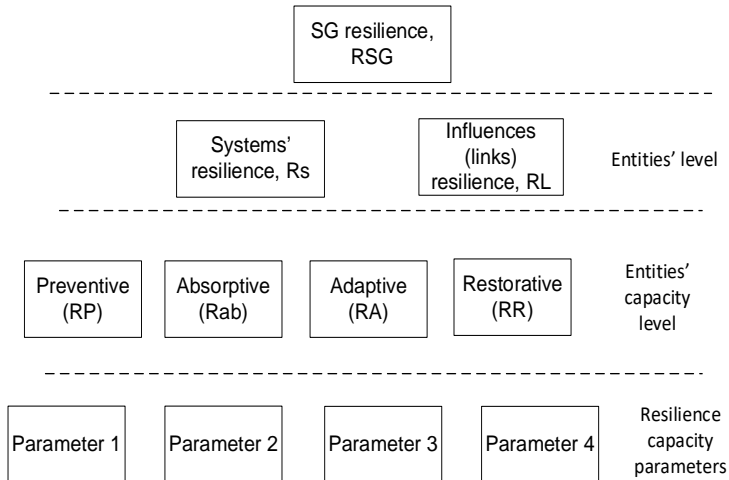 SG resilience,
RSG
Systems’
resilience, Rs
Influences
(links)
resilience, RL
Entities’ level
Preventive
(RP)
Absorptive
(Rab)
Adaptive
(RA)
Restorative
(RR)
Entities’
capacity
level
Parameter 1
Parameter 2
Parameter 3
Parameter 4
Resilience
capacity
parameters